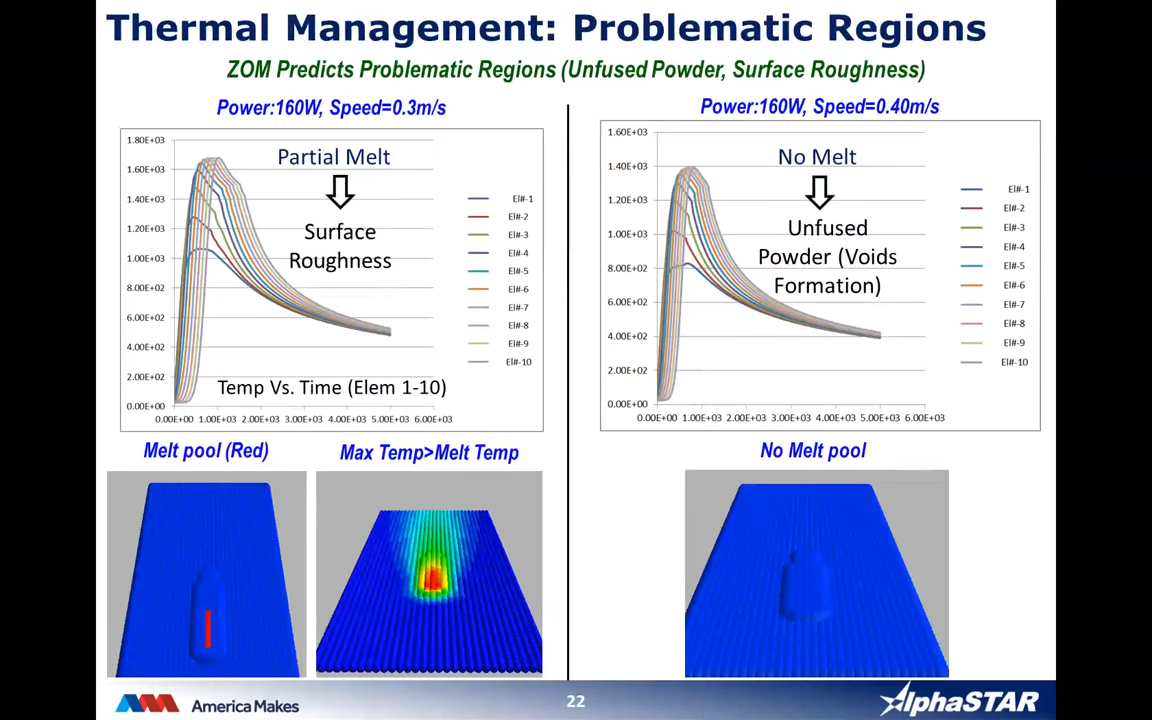 Thermal Management: Problematic Regions
ZOM Predicts Problematic Regions (Unfused Powder, Surface Roughness)
Power:160W, Speed=0.3m/s
1.80E+03
1.60E+03
1.40E+03
1.20E+03
1.00E+03
8.00E+02
6.00E+02
4.00E+02
2.00E+02
0.00E+00
0.00E+00 1.00E+03 2.00E+03 3.00E+03 4.00E+03 5.00E+03 6.00E+03
Partial Melt
Surface
Roughness
Temp Vs. Time (Elem 1-10)
El#-1
El#-2
El#-3
El#-4
El#-5
El#-6
El#-7
El#-8
El#-9
El#-10
Melt pool (Red)
Max Temp>Melt Temp
Power:160W, Speed=0.40m/s
1.60E+03
1.40E+03
1.20E+03
1.00E+03
8.00E+02
6.00E+02
4.00E+02
2.00E+02
0.00E+00
0.00E+00 1.00E+03 2.00E+03 3.00E+03 4.00E+03 5.00E+03 6.00E+03
No Melt
Unfused
Powder (Voids
Formation)
El#-1
El#-2
El#-3
El#-4
El#-5
El#-6
El#-7
El#-8
El#-9
El#-10
No Melt pool
America Makes
22
AlphaSTAR